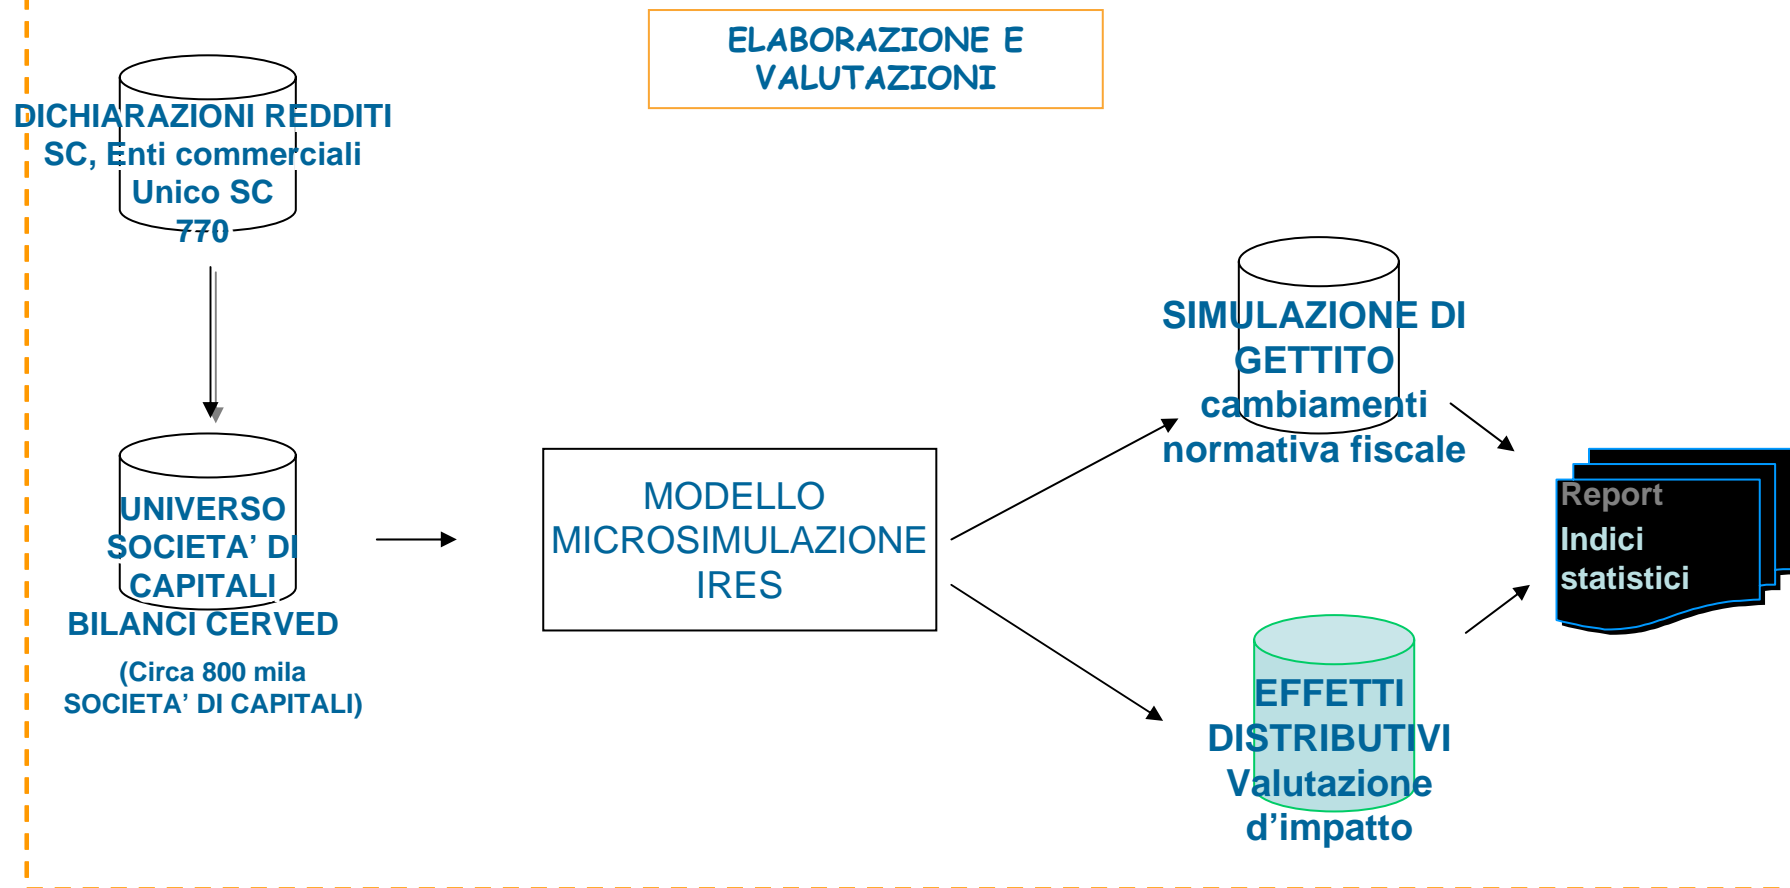 ELABORAZIONE E
VALUTAZIONI
DICHIARAZIONI REDDITI
SC, Enti commerciali
Unico SC
770
UNIVERSO
SOCIETA’ DI
CAPITALI
BILANCI CERVED
(Circa 800 mila
SOCIETA’ DI CAPITALI)
MODELLO
MICROSIMULAZIONE
IRES
SIMULAZIONE DI
GETTITO
cambiamenti
normativa fiscale
EFFETTI
DISTRIBUTIVI
Valutazione
d’impatto
Report
Indici
statistici